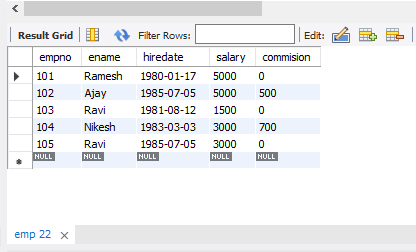 Result Grid Filter Rows: Edit:
empno ename hiredate salary commision
101 Ramesh 1980-01-17 5000 0
102 Ajay 1985-07-05 5000 500
103 Ravi 1981-08-12 1500 0
104 Nikesh 1983-03-03 3000 700
105 Ravi 1985-07-05 3000 0
NULL NULL NULL NULL NULL
emp 22